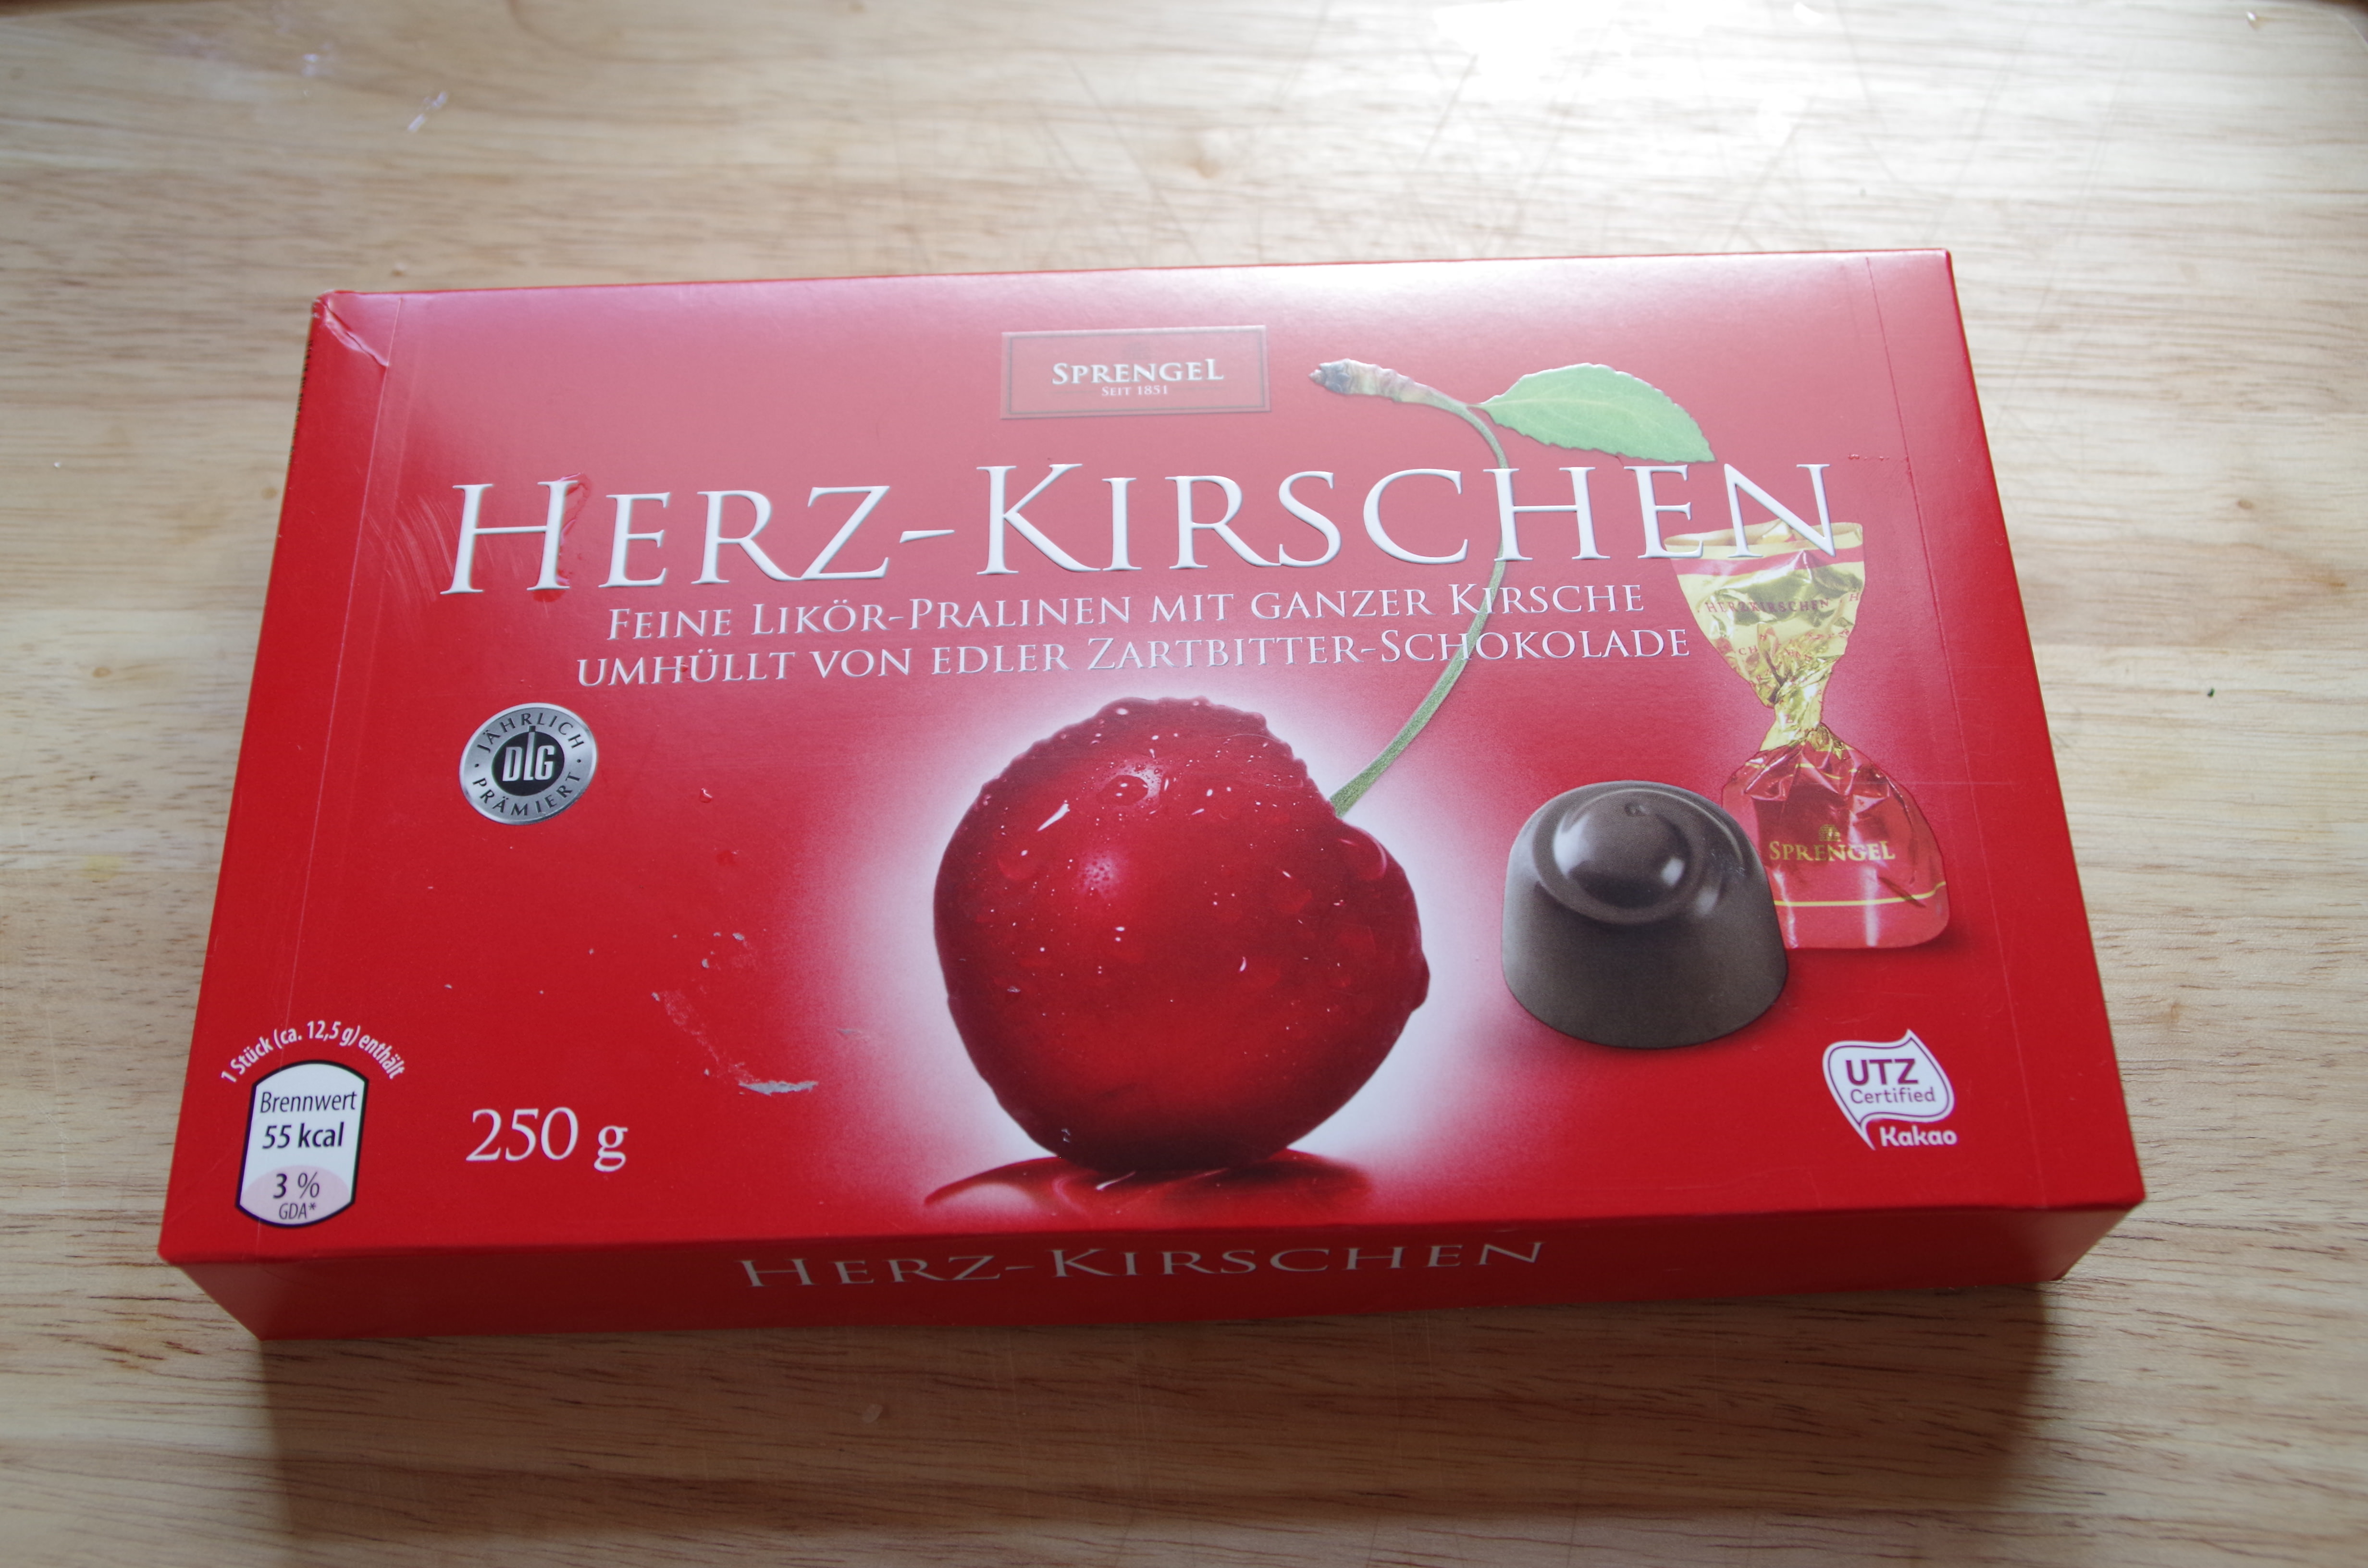 SPRENGEL
SEIT 1851
HERZ-KIRSCHEN
FEINE LIKÖR-PRALINEN MIT GANZER KIRSCHE
UMHÜLLT VON EDLER ZARTBITTER-SCHOKOLADE
HERZKIRSCHEN
JÄHRLICH
DLG
PRÄMIERT
SPRENGEL
1 Stück (ca. 12,5 g) enthält
Brennwert
55 kcal
3 %
GDA*
250 g
UTZ
Certified
Kakao
HERZ-KIRSCHEN